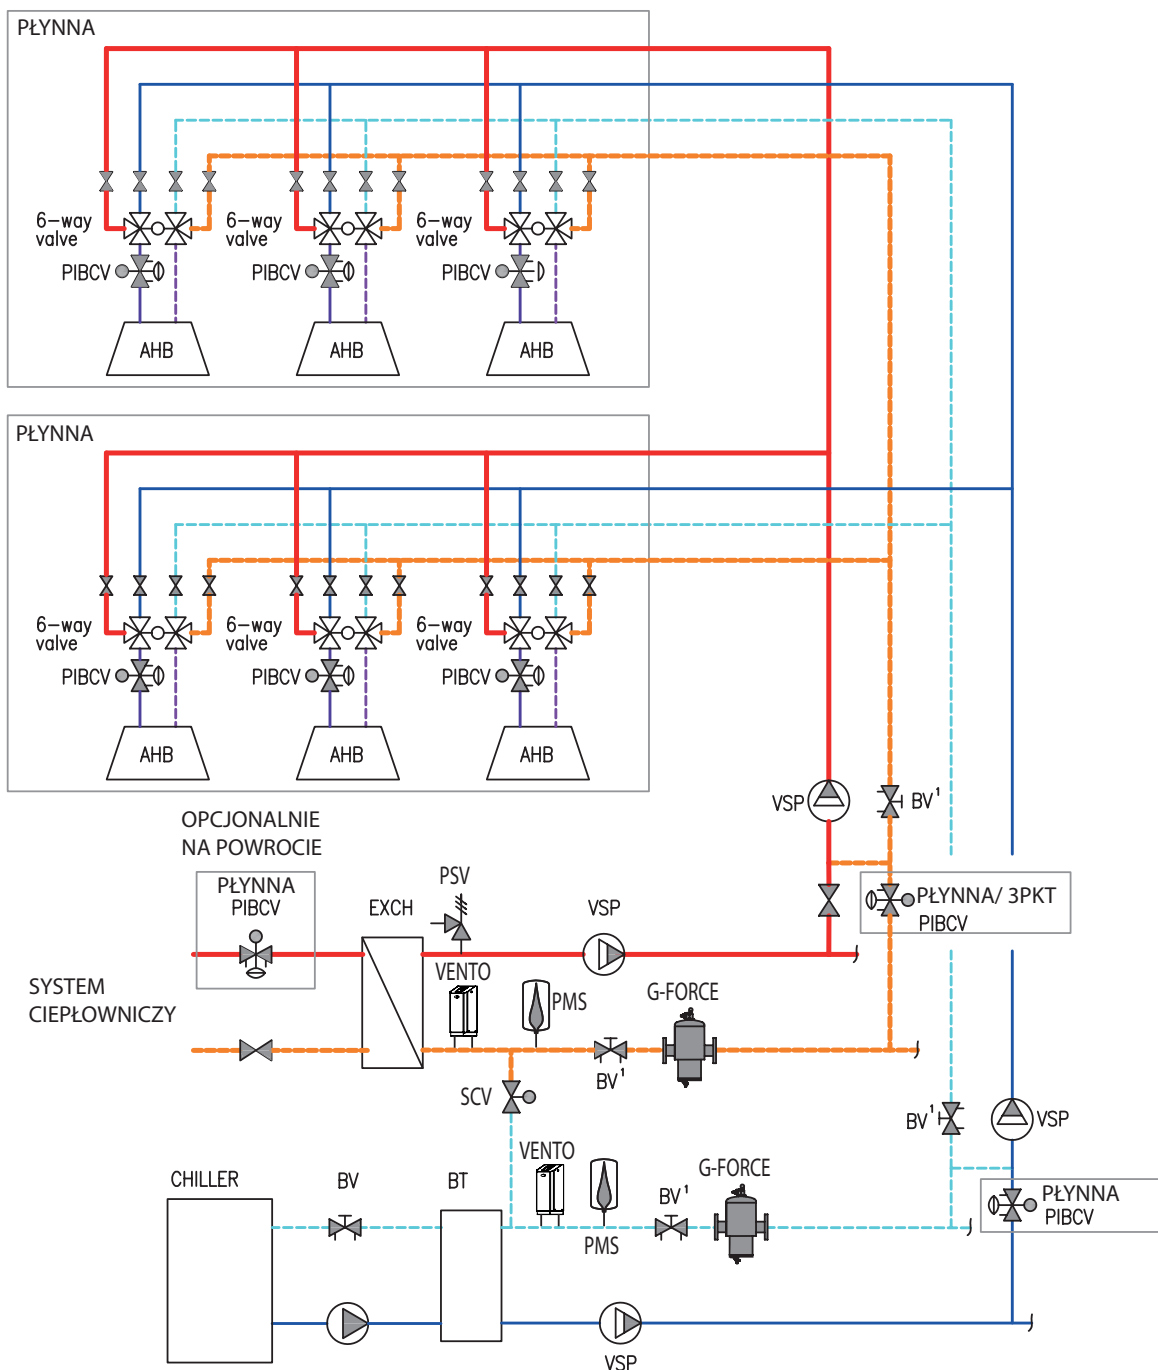 PŁYNNA
6-way
valve
6-way
valve
6-way
valve
PIBCV
PIBCV
PIBCV
AHB
AHB
AHB
PŁYNNA
6-way
valve
6-way
valve
6-way
valve
PIBCV
PIBCV
PIBCV
AHB
AHB
AHB
VSP
BV¹
OPCJONALNIE
NA POWROCIE
PŁYNNA
PIBCV
EXCH
PSV
VSP
PŁYNNA/ 3PKT
PIBCV
SYSTEM
CIEPŁOWNICZY
VENTO
PMS
G-FORCE
BV¹
SCV
BV¹
VSP
CHILLER
BV
BT
VENTO
PMS
BV¹
G-FORCE
PŁYNNA
PIBCV
VSP